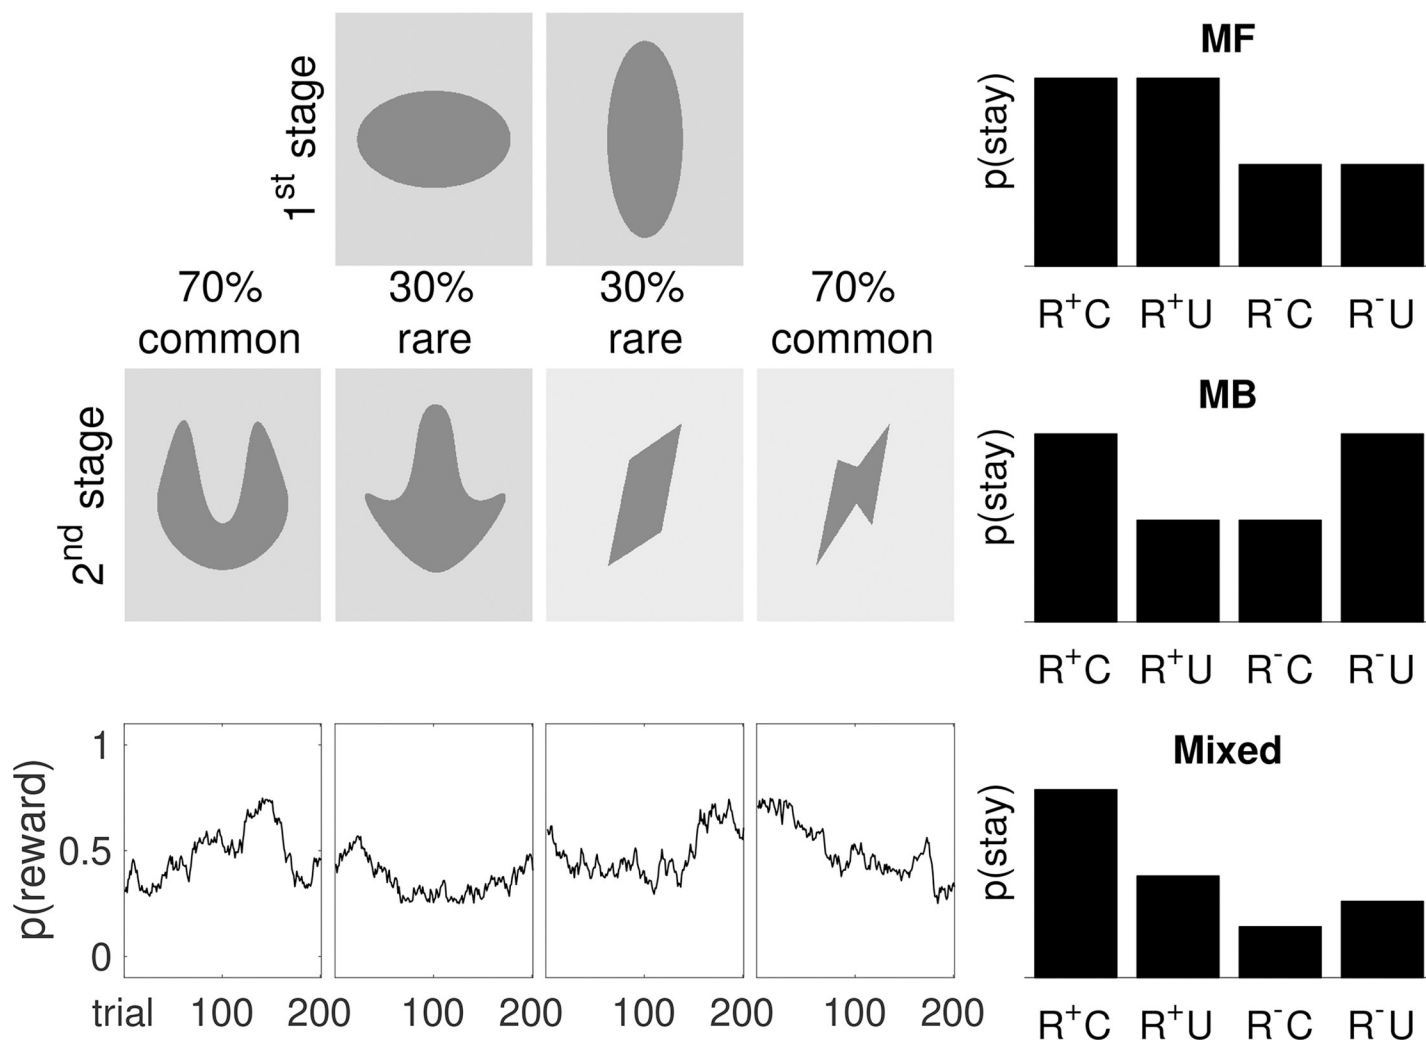 1st stage
70% 30% 30% 70%
common rare rare common
2nd stage
p(reward)
1
0.5
0
trial 100 200 100 200 100 200 100 200
MF
p(stay)
R+C R+U R-C R-U
MB
p(stay)
R+C R+U R-C R-U
Mixed
p(stay)
R+C R+U R-C R-U